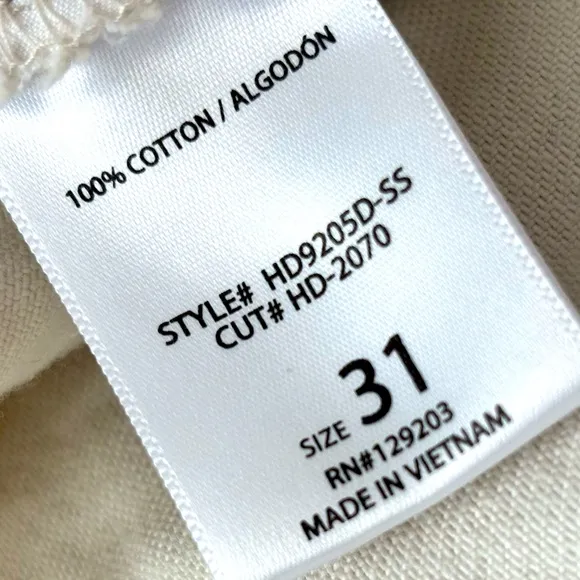 100% COTTON / ALGODÓN
STYLE# HD9205D-SS
CUT# HD-2070
SIZE 31
RN#129203
MADE IN VIETNAM